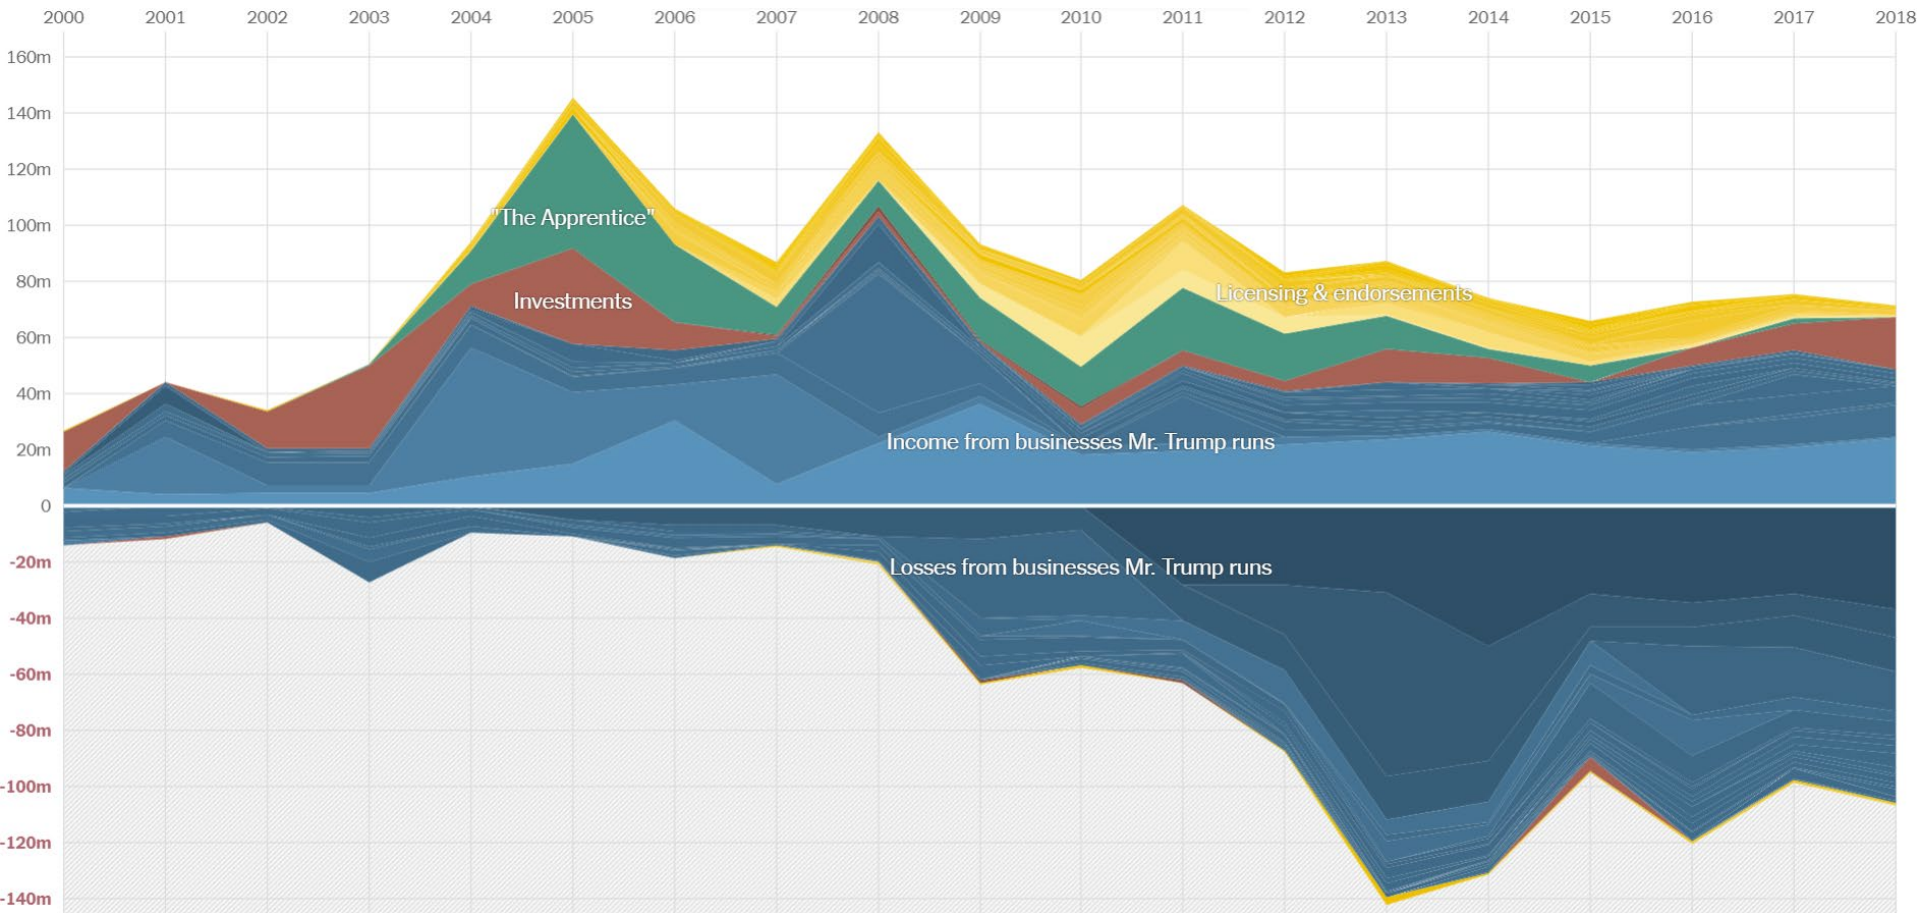 2000 2001 2002 2003 2004 2005 2006 2007 2008 2009 2010 2011 2012 2013 2014 2015 2016 2017 2018
160m
140m
120m
100m
"The Apprentice"
80m
Investments
Licensing & endorsements
60m
40m
20m
Income from businesses Mr. Trump runs
0
-20m
Losses from businesses Mr. Trump runs
-40m
-60m
-80m
-100m
-120m
-140m